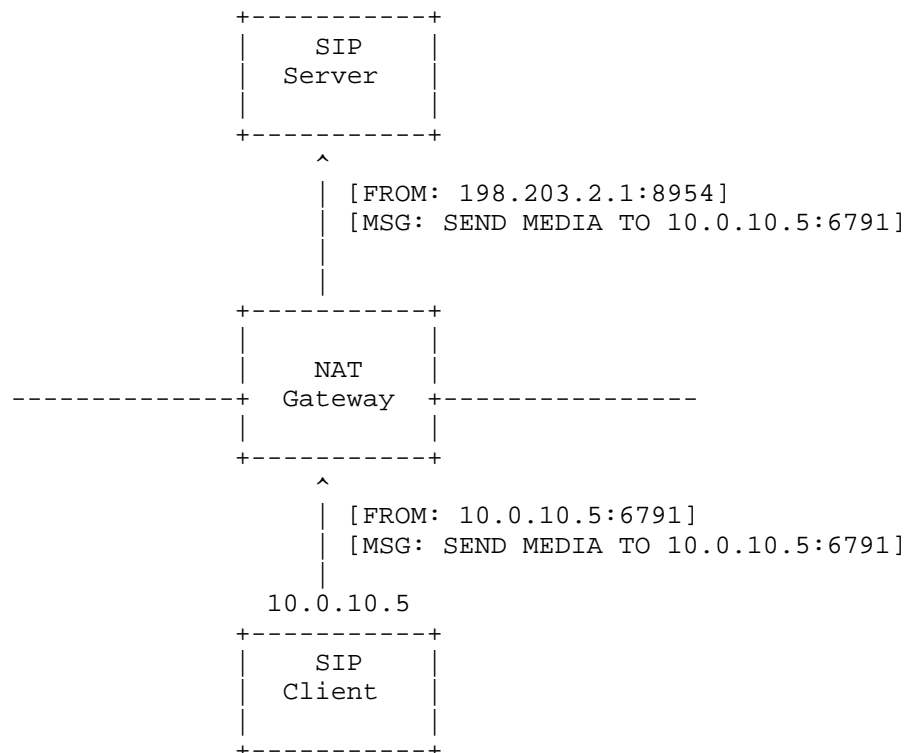 SIP
Server
[FROM: 198.203.2.1:8954]
[MSG: SEND MEDIA TO 10.0.10.5:6791]
NAT
Gateway
[FROM: 10.0.10.5:6791]
[MSG: SEND MEDIA TO 10.0.10.5:6791]
10.0.10.5
SIP
Client